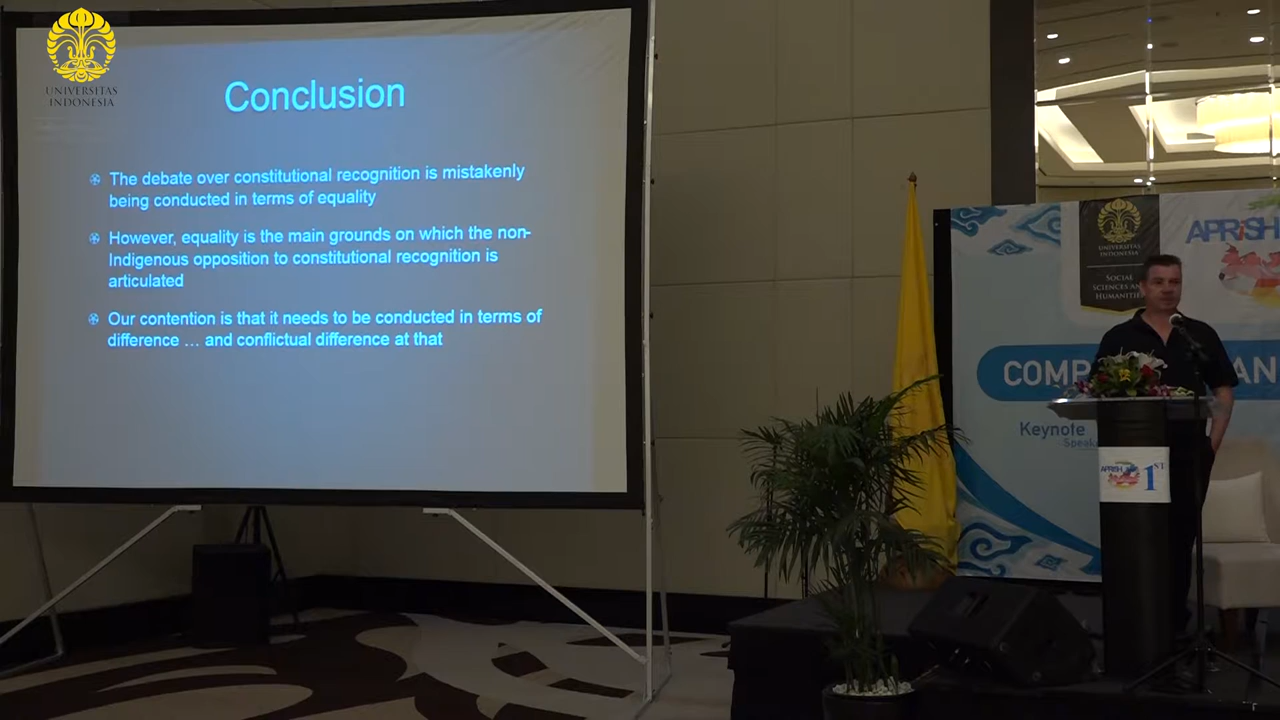 UNIVERSITAS
INDONESIA
Conclusion
The debate over constitutional recognition is mistakenly
being conducted in terms of equality
However, equality is the main grounds on which the non-
Indigenous opposition to constitutional recognition is
articulated
Our contention is that it needs to be conducted in terms of
difference ... and conflictual difference at that
UNIVERSITAS
INDONESIA
SOCIAL
SCIENCES AND
HUMANITIES
APRiSH
COMP
AN
Keynote
Speake
APRiSH
1ST